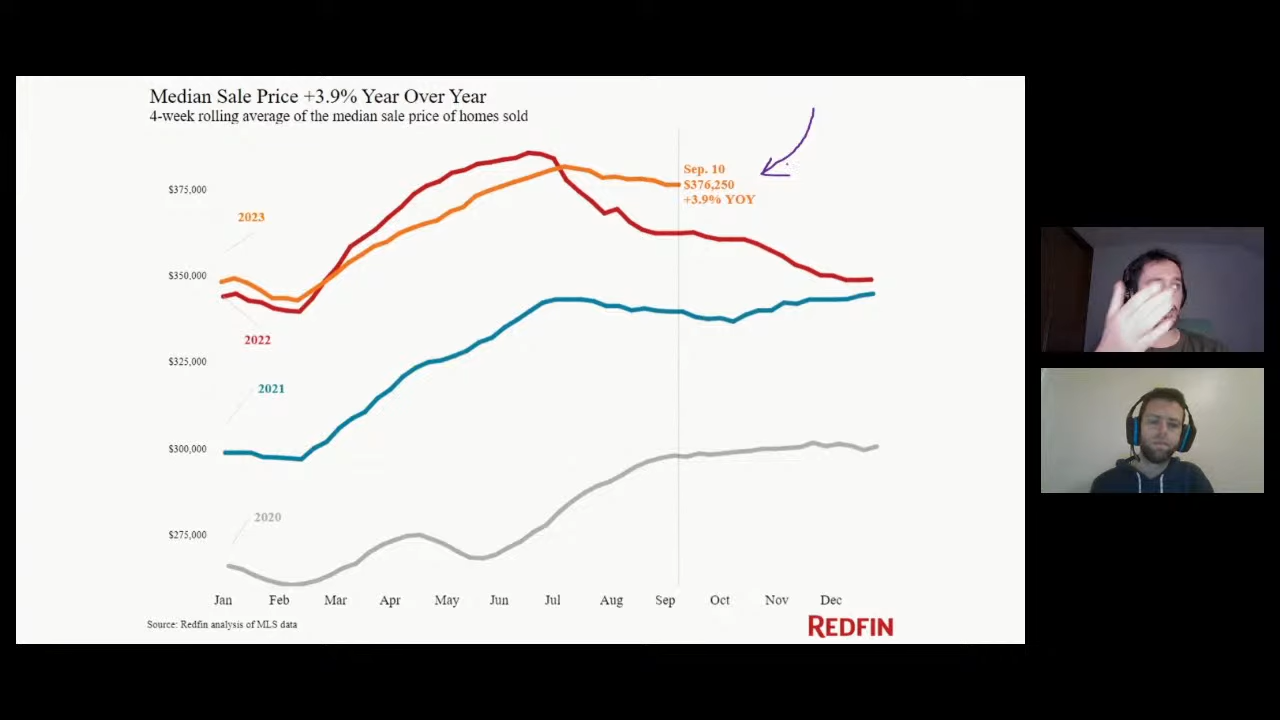 Median Sale Price +3.9% Year Over Year
4-week rolling average of the median sale price of homes sold
Sep. 10
$376,250
+3.9% YOY
$375,000
2023
$350,000
2022
$325,000
2021
$300,000
2020
$275,000
Jan Feb Mar Apr May Jun Jul Aug Sep Oct Nov Dec
Source: Redfin analysis of MLS data
REDFIN